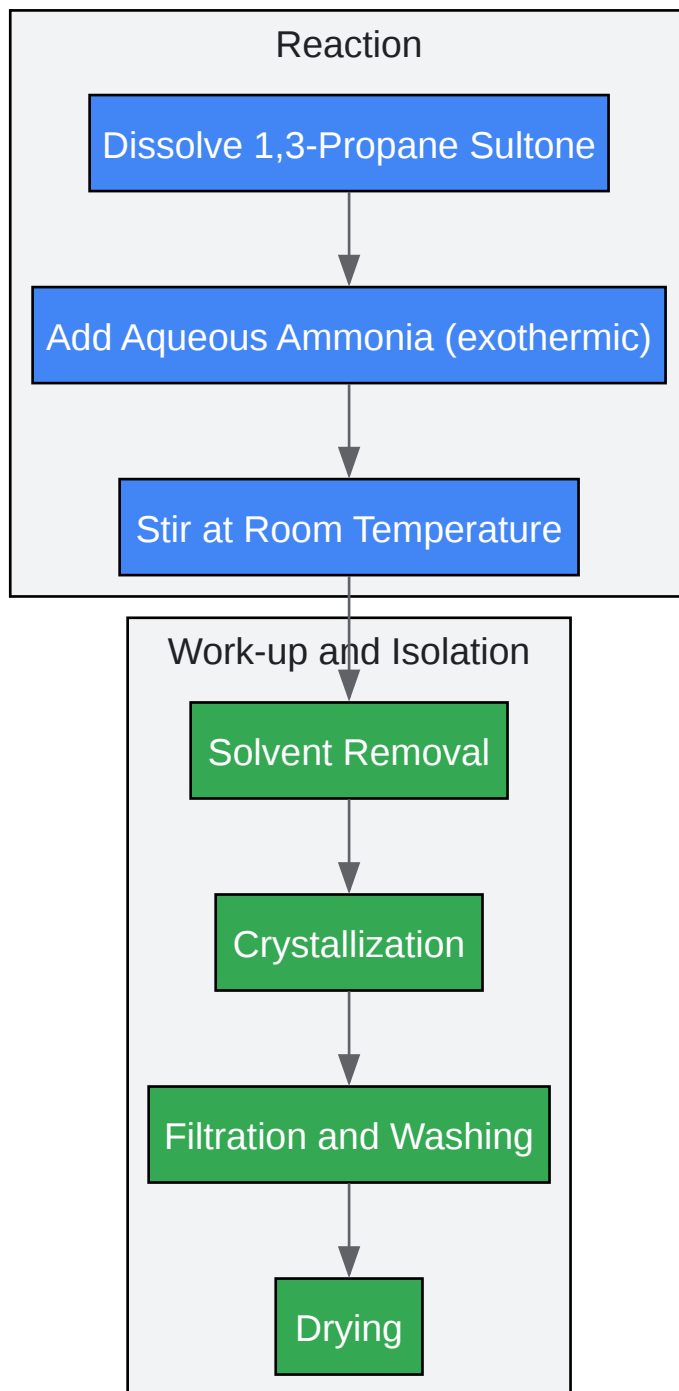 Reaction
Dissolve 1,3-Propane Sultone
Add Aqueous Ammonia (exothermic)
Stir at Room Temperature
Work-up and Isolation
Solvent Removal
Crystallization
Filtration and Washing
Drying